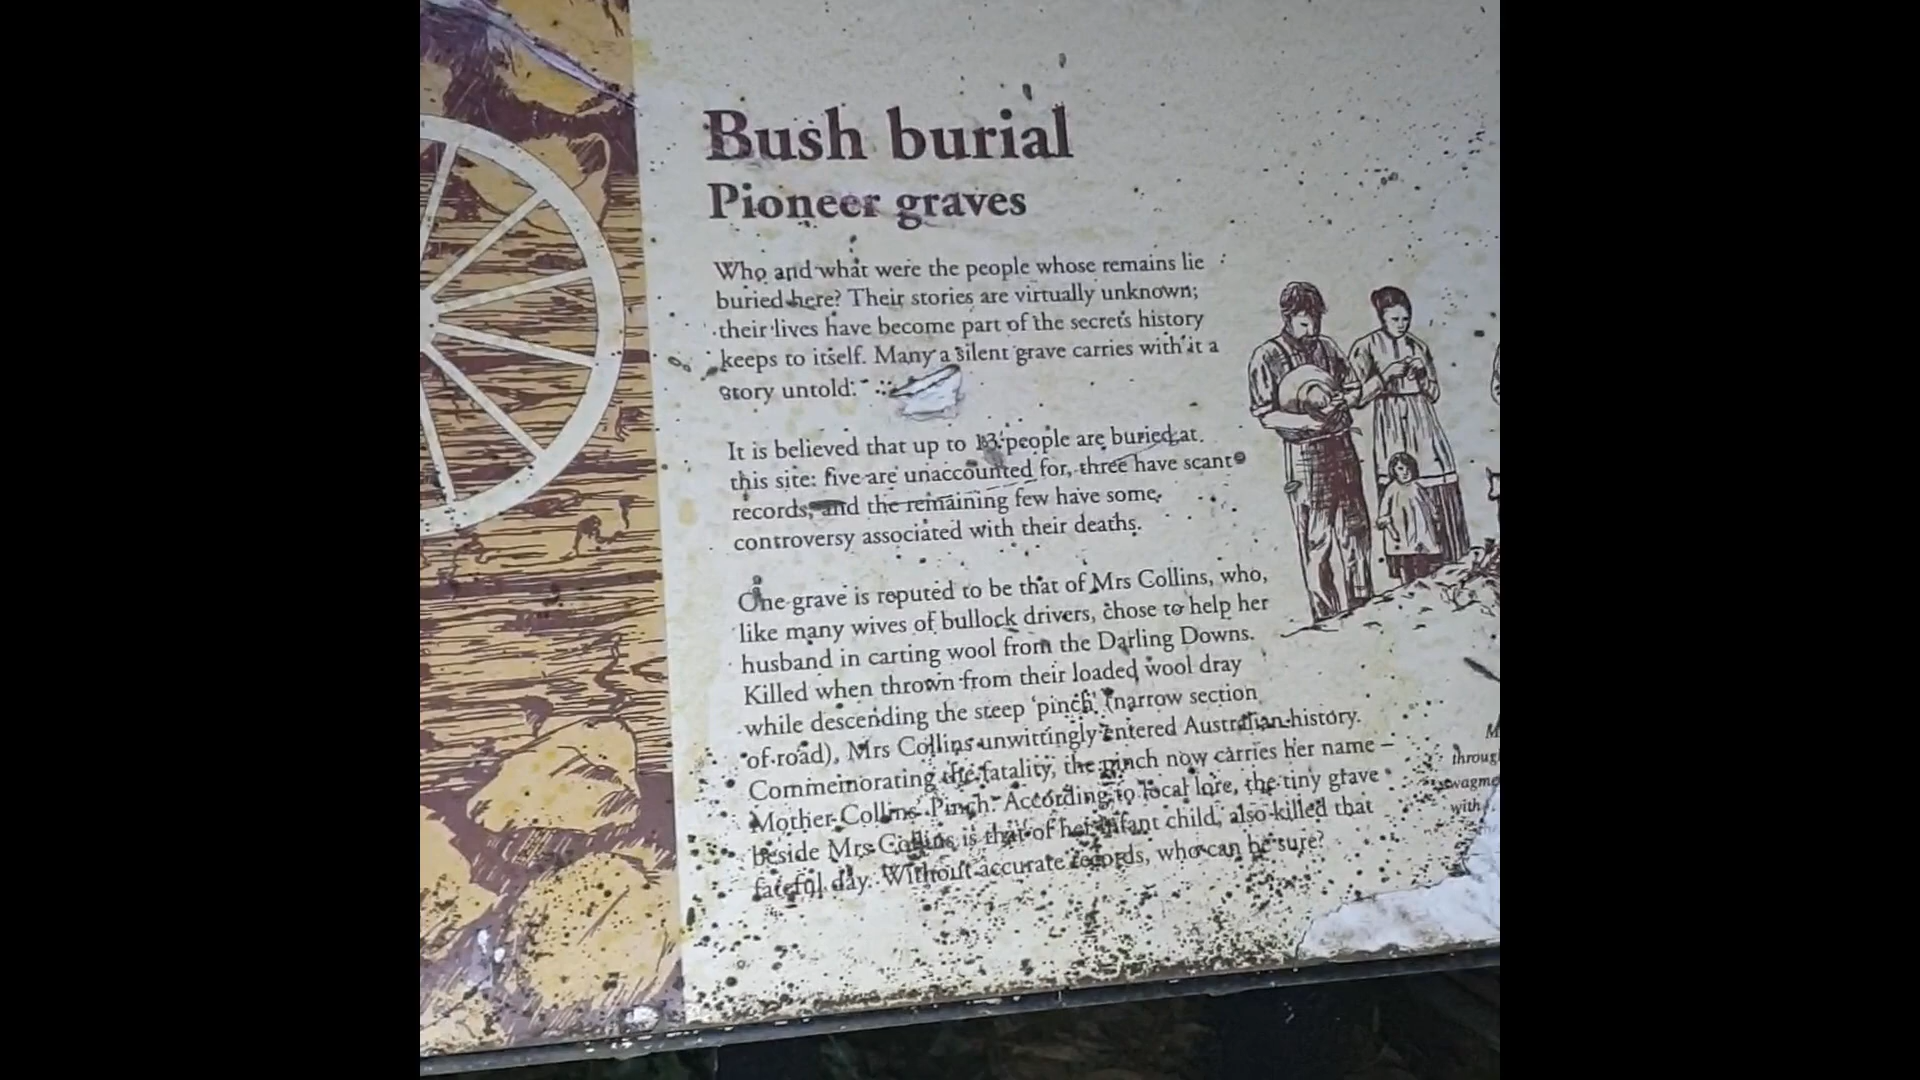 Bush burial
Pioneer graves
Who and what were the people whose remains lie
buried here? Their stories are virtually unknown;
their lives have become part of the secrets history
keeps to itself. Many a silent grave carries with it a
story untold.
It is believed that up to 13 people are buried at
this site: five are unaccounted for, three have scant
records, and the remaining few have some
controversy associated with their deaths.
One grave is reputed to be that of Mrs Collins, who,
like many wives of bullock drivers, chose to help her
husband in carting wool from the Darling Downs.
Killed when thrown from their loaded wool dray
while descending the steep 'pinch' (narrow section
of road), Mrs Collins unwittingly entered Australian history.
Commemorating the fatality, the pinch now carries her name –
Mother Collins' Pinch. According to local lore, the tiny grave
beside Mrs Collins is that of her infant child, also killed that
fateful day. Without accurate records, who can be sure?
M
throug
swagme
with